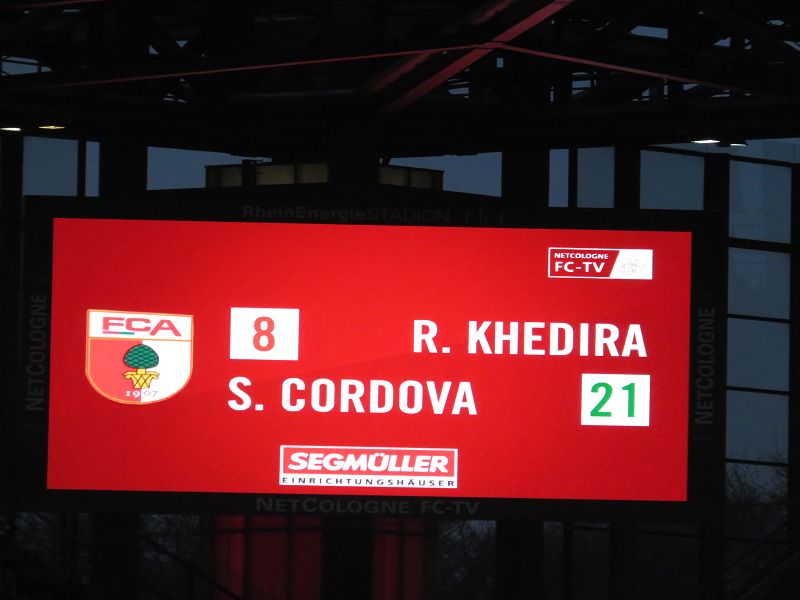 RheinEnergieSTADION
NETCOLOGNE
FC-TV
FCA
1907
8 R. KHEDIRA
S. CORDOVA 21
SEGMÜLLER
EINRICHTUNGSHÄUSER
NETCOLOGNE FC-TV
NETCOLOGNE
NETCOLOGNE